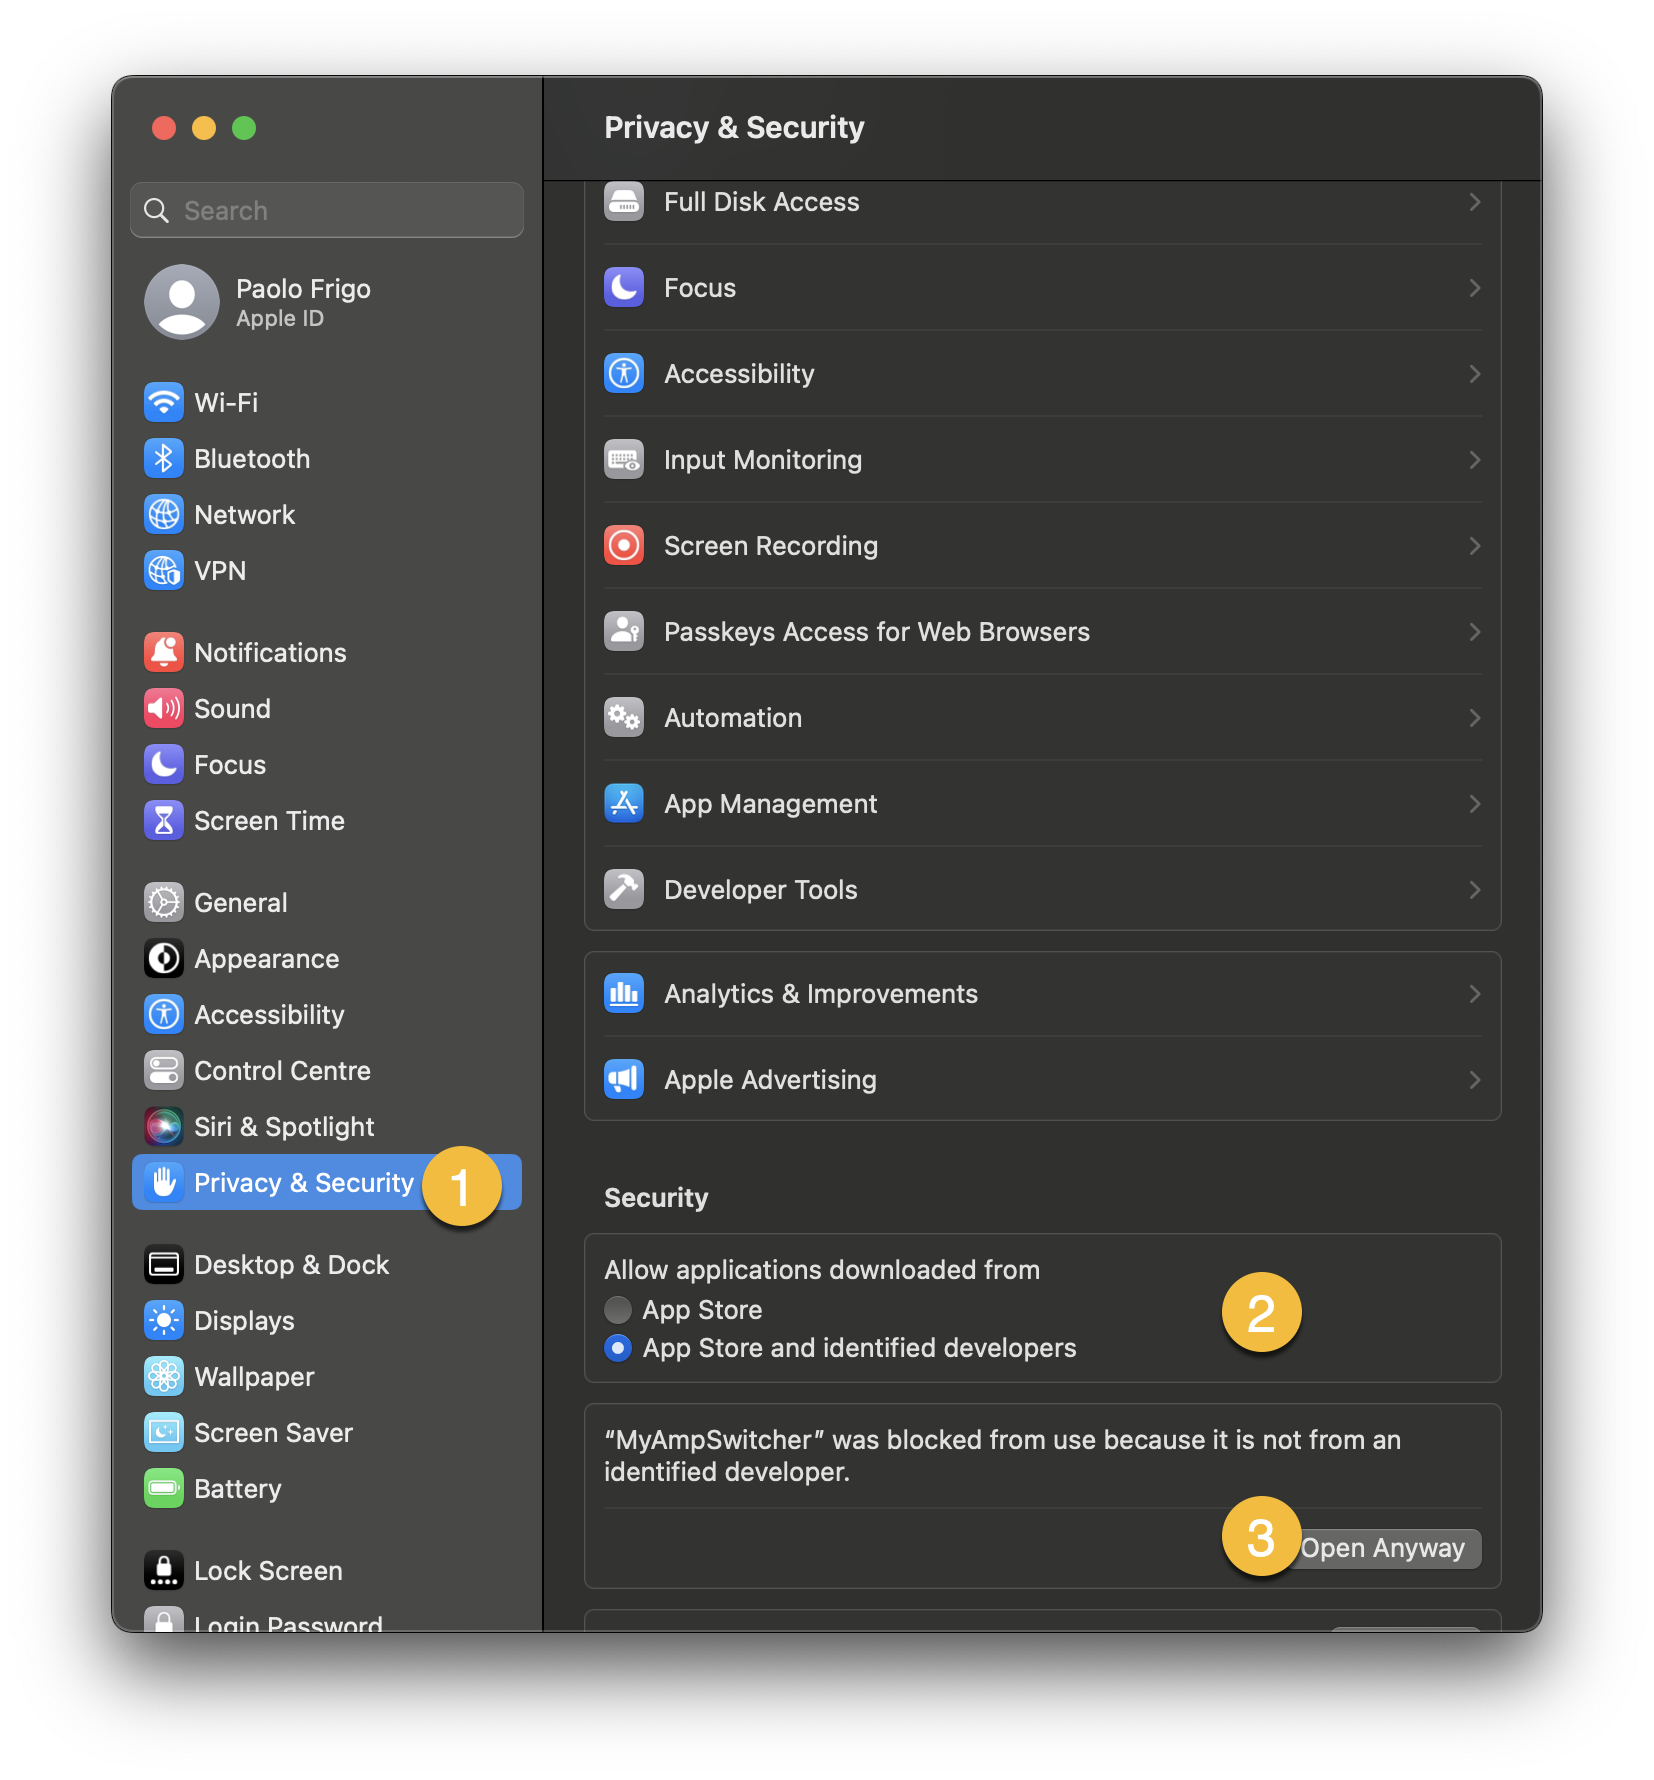 Search
Paolo Frigo
Apple ID
Wi-Fi
Bluetooth
Network
VPN
Notifications
Sound
Focus
Screen Time
General
Appearance
Accessibility
Control Centre
Siri & Spotlight
Privacy & Security
1
Desktop & Dock
Displays
Wallpaper
Screen Saver
Battery
Lock Screen
Login Password
Privacy & Security
Full Disk Access
Focus
Accessibility
Input Monitoring
Screen Recording
Passkeys Access for Web Browsers
Automation
App Management
Developer Tools
Analytics & Improvements
Apple Advertising
Security
Allow applications downloaded from
App Store
App Store and identified developers
2
“MyAmpSwitcher” was blocked from use because it is not from an
identified developer.
3
Open Anyway